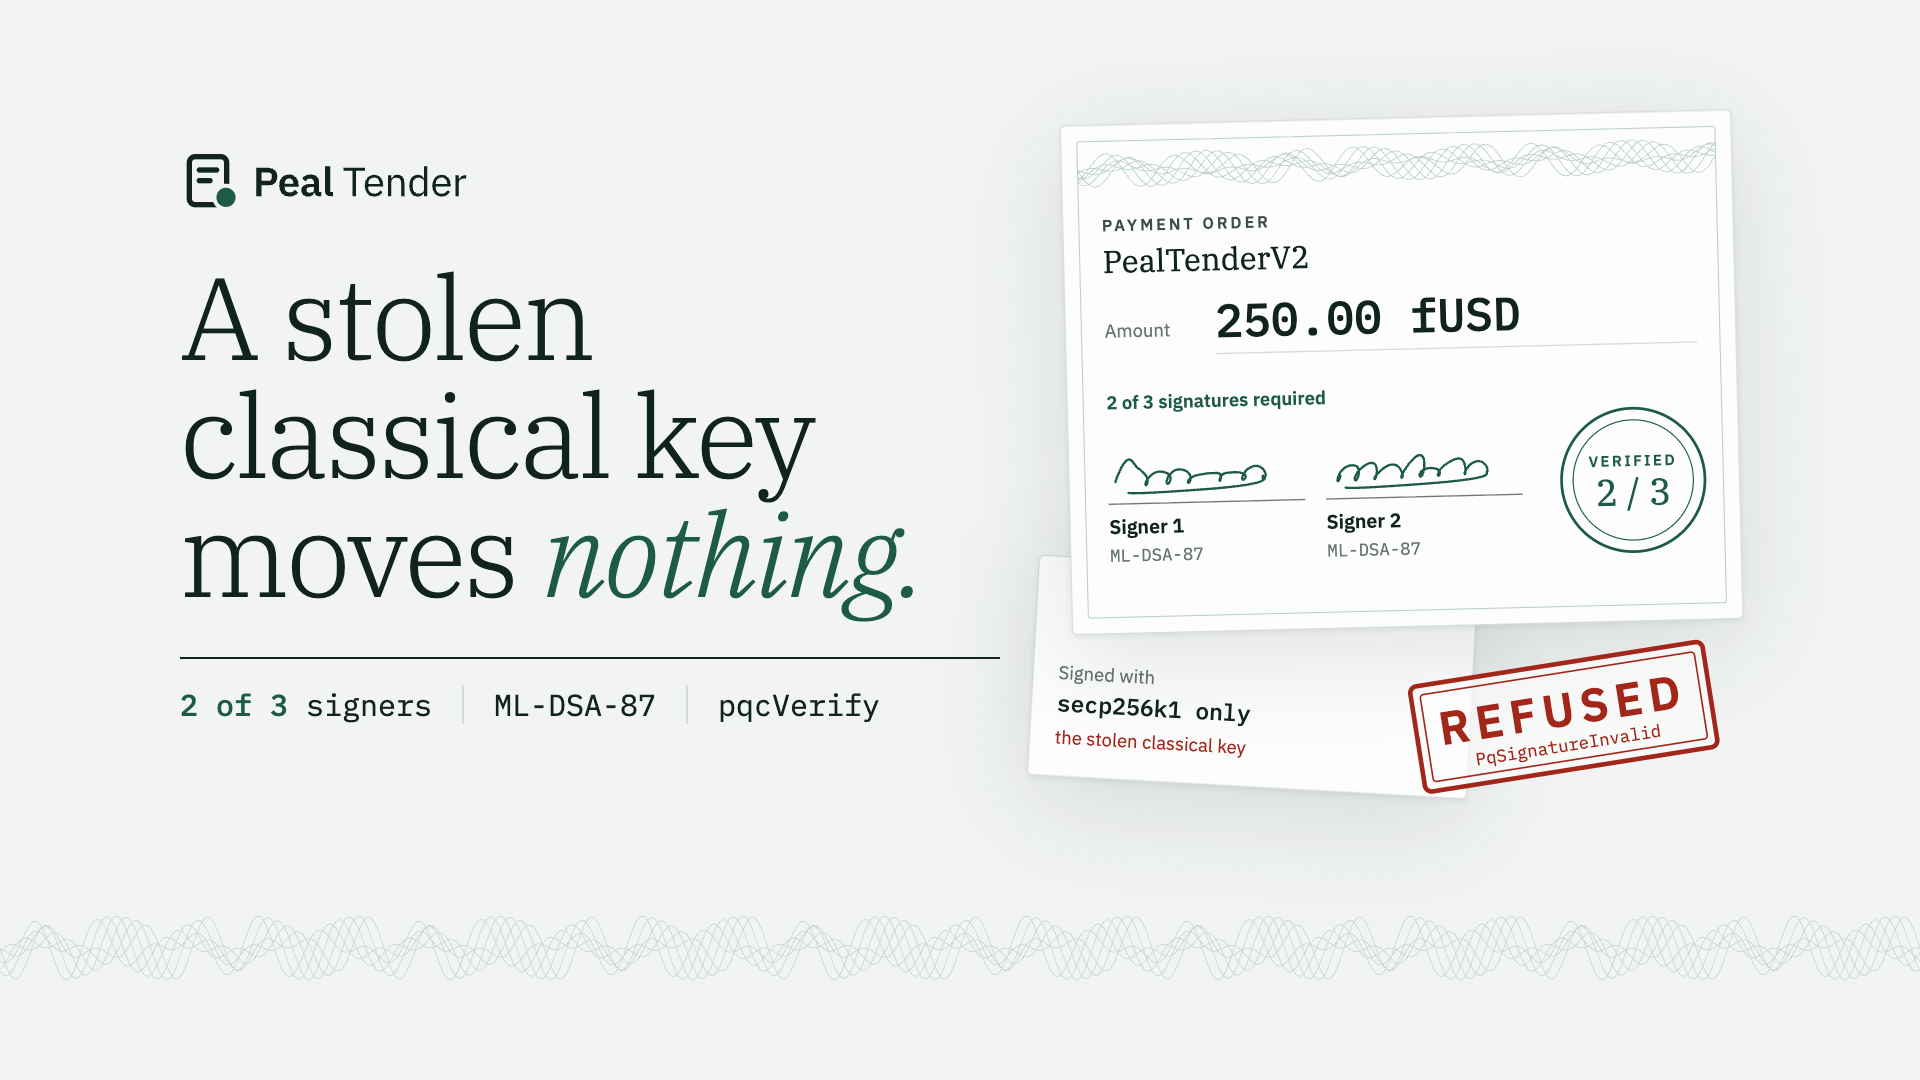 Peal Tender
A stolen
classical key
moves nothing.
2 of 3 signers
ML-DSA-87
pqcVerify
PAYMENT ORDER
PealTenderV2
Amount
250.00 fUSD
2 of 3 signatures required
Signer 1
ML-DSA-87
Signer 2
ML-DSA-87
VERIFIED
2 / 3
Signed with
secp256k1 only
the stolen classical key
REFUSED
PqSignatureInvalid